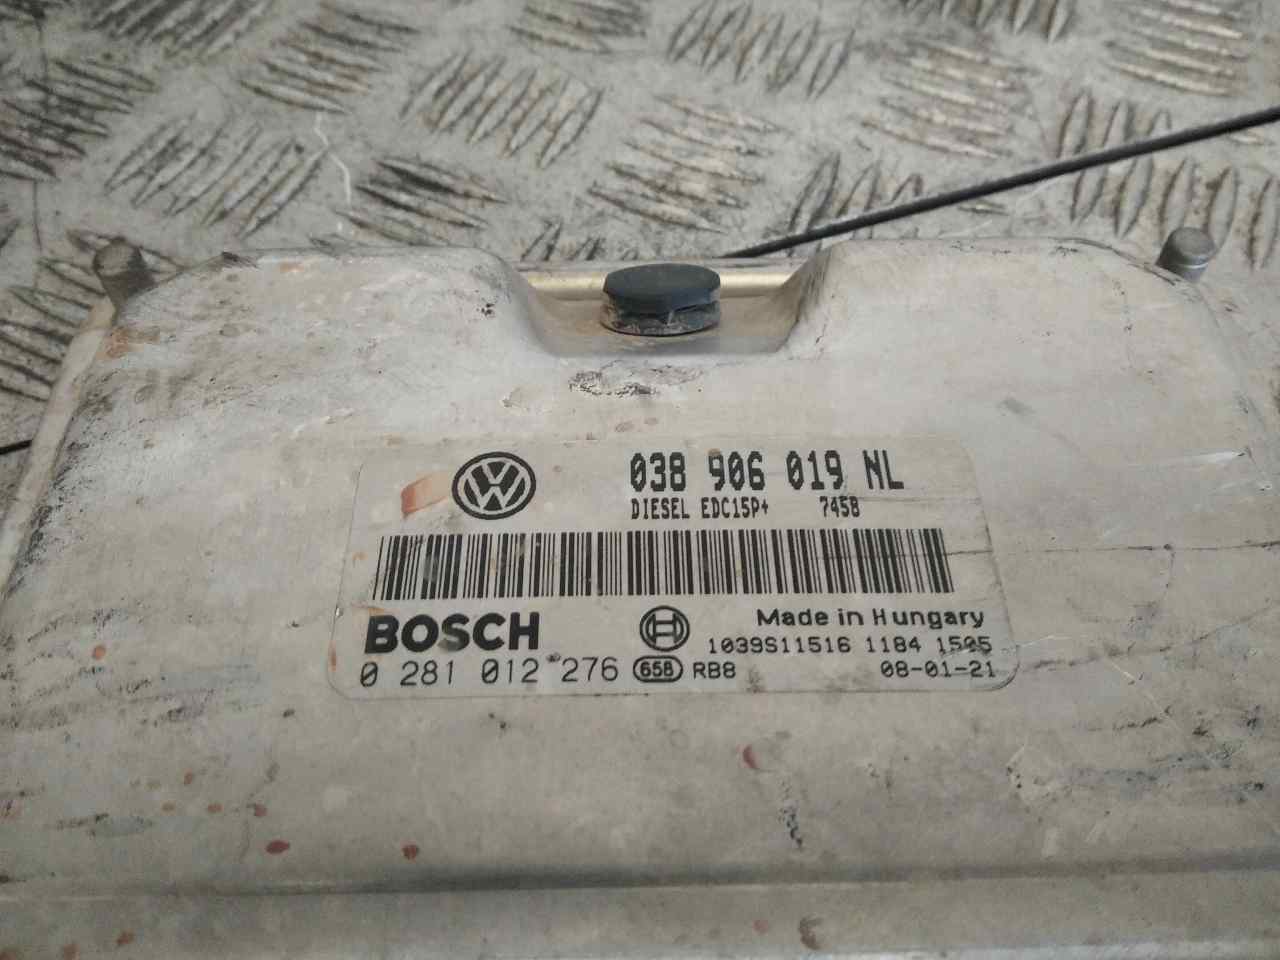 038 906 019 NL
DIESEL EDC15P+ 7458
BOSCH
Made in Hungary
1039S11516 1184 1505
0 281 012 276 658 RB8 08-01-21